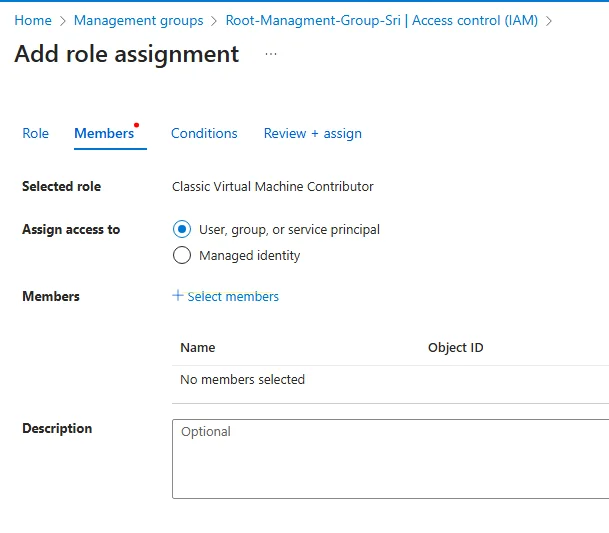 Home > Management groups > Root-Managment-Group-Sri | Access control (IAM) >
Add role assignment ...
Role Members Conditions Review + assign
Selected role Classic Virtual Machine Contributor
Assign access to User, group, or service principal
Managed identity
Members + Select members
Name Object ID
No members selected
Description Optional